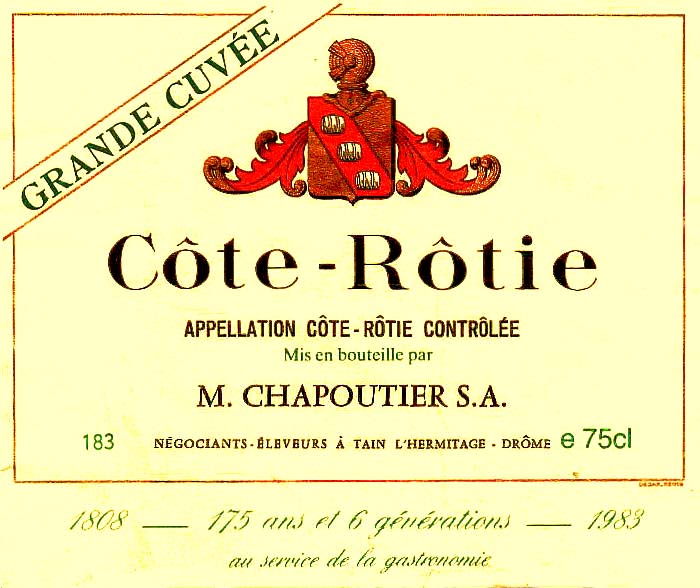 GRANDE CUVÉE
Côte-Rôtie
APPELLATION CÔTE-RÔTIE CONTRÔLÉE
Mis en bouteille par
M. CHAPOUTIER S.A.
183 NÉGOCIANTS-ÉLEVEURS À TAIN L'HERMITAGE - DRÔME e 75cl
1808 — 175 ans et 6 générations — 1983
au service de la gastronomie